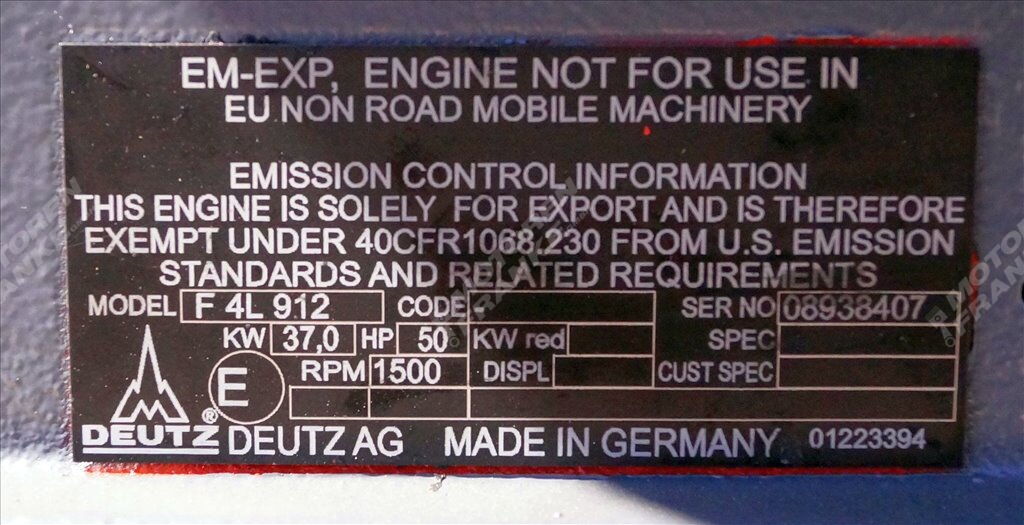 EM-EXP, ENGINE NOT FOR USE IN
EU NON ROAD MOBILE MACHINERY
EMISSION CONTROL INFORMATION
THIS ENGINE IS SOLELY FOR EXPORT AND IS THEREFORE
EXEMPT UNDER 40CFR1068.230 FROM U.S. EMISSION
STANDARDS AND RELATED REQUIREMENTS
MODEL F 4L 912 CODE SER NO 08938407
KW 37,0 HP 50 KW red SPEC
E RPM 1500 DISPL CUST SPEC
DEUTZ® DEUTZ AG MADE IN GERMANY 01223394
MOTOREN
FRANK